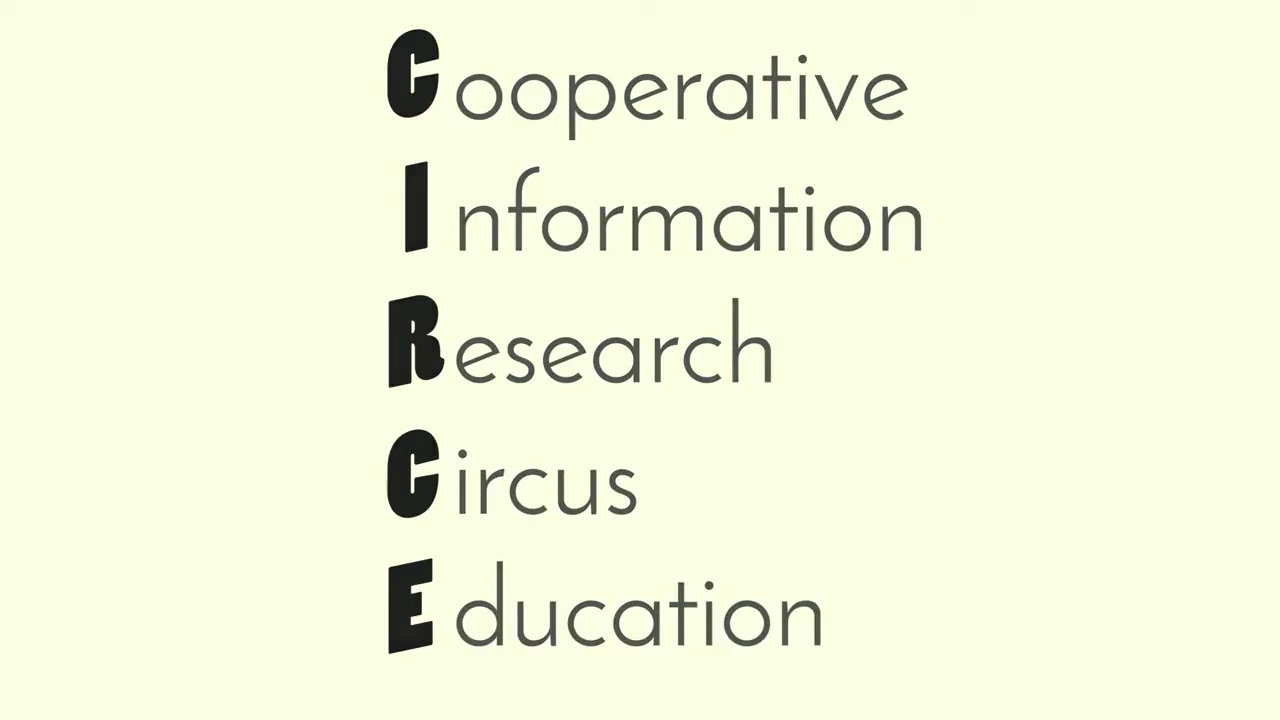 Cooperative
Information
Research
Circus
Education